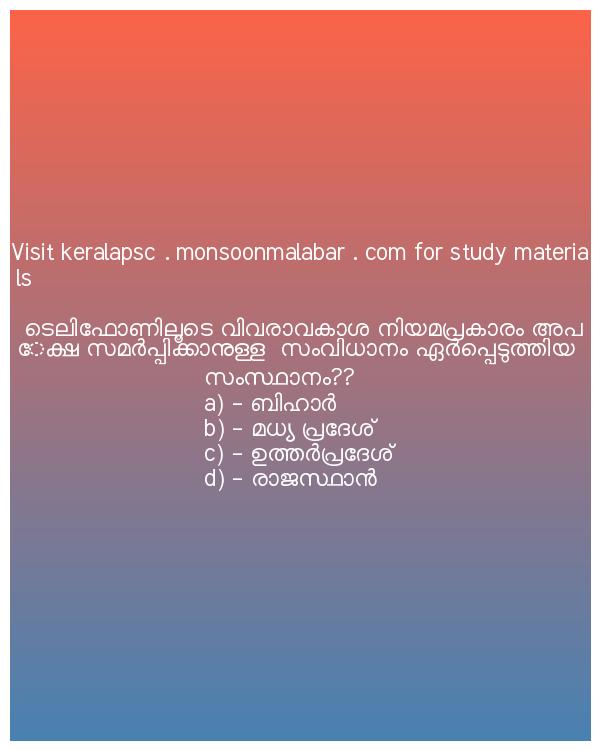 Visit keralapsc . monsoonmalabar . com for study materia
ls
ടെലിഫോണിലൂടെ വിവരാവകാശ നിയമപ്രകാരം അപ
േക്ഷ സമർപ്പിക്കാനുള്ള  സംവിധാനം ഏർപ്പെടുത്തിയ
സംസ്ഥാനം??
a) - ബിഹാർ
b) - മധ്യ പ്രദേശ്
c) - ഉത്തർപ്രദേശ്
d) - രാജസ്ഥാൻ